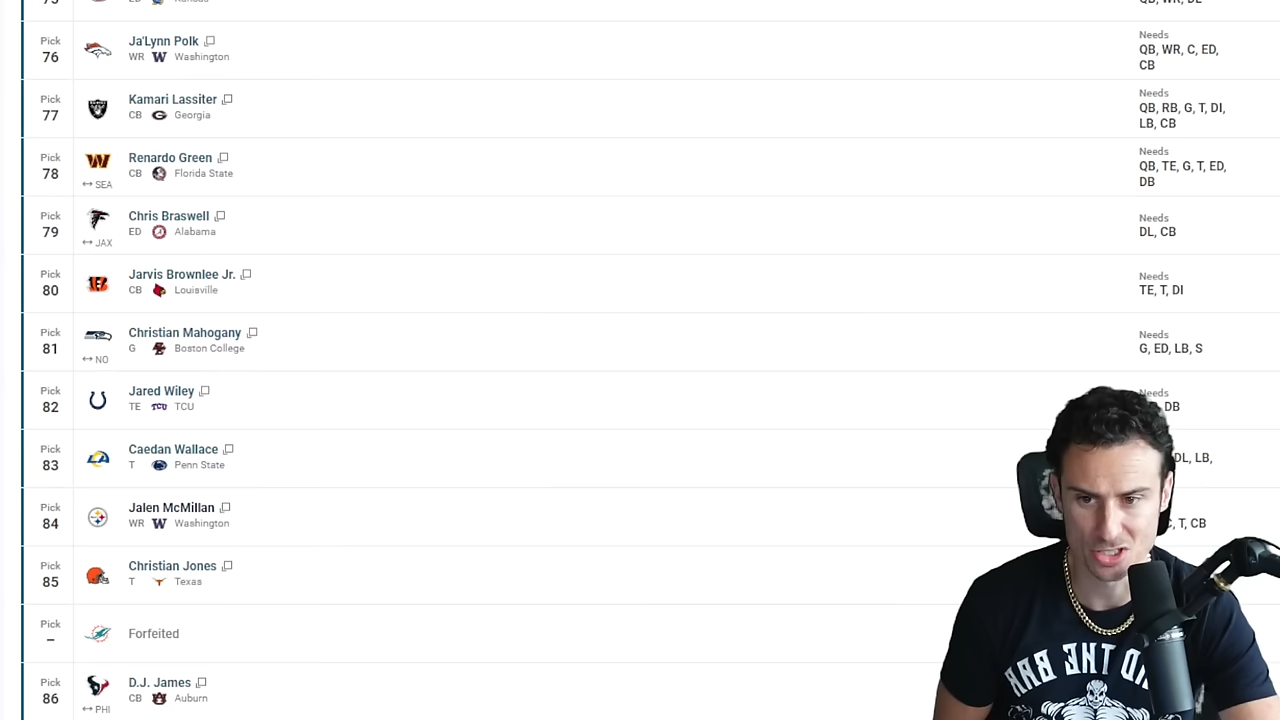 Pick
76
Ja'Lynn Polk
WR Washington
Needs
QB, WR, C, ED,
CB
Pick
77
Kamari Lassiter
CB Georgia
Needs
QB, RB, G, T, DI,
LB, CB
Pick
78
SEA
Renardo Green
CB Florida State
Needs
QB, TE, G, T, ED,
DB
Pick
79
JAX
Chris Braswell
ED Alabama
Needs
DL, CB
Pick
80
Jarvis Brownlee Jr.
CB Louisville
Needs
TE, T, DI
Pick
81
NO
Christian Mahogany
G Boston College
Needs
G, ED, LB, S
Pick
82
Jared Wiley
TE TCU
Needs
DB
Pick
83
Caedan Wallace
T Penn State
DL, LB,
Pick
84
Jalen McMillan
WR Washington
T, CB
Pick
85
Christian Jones
T Texas
Pick
–
Forfeited
Pick
86
PHI
D.J. James
CB Auburn
THE BAR